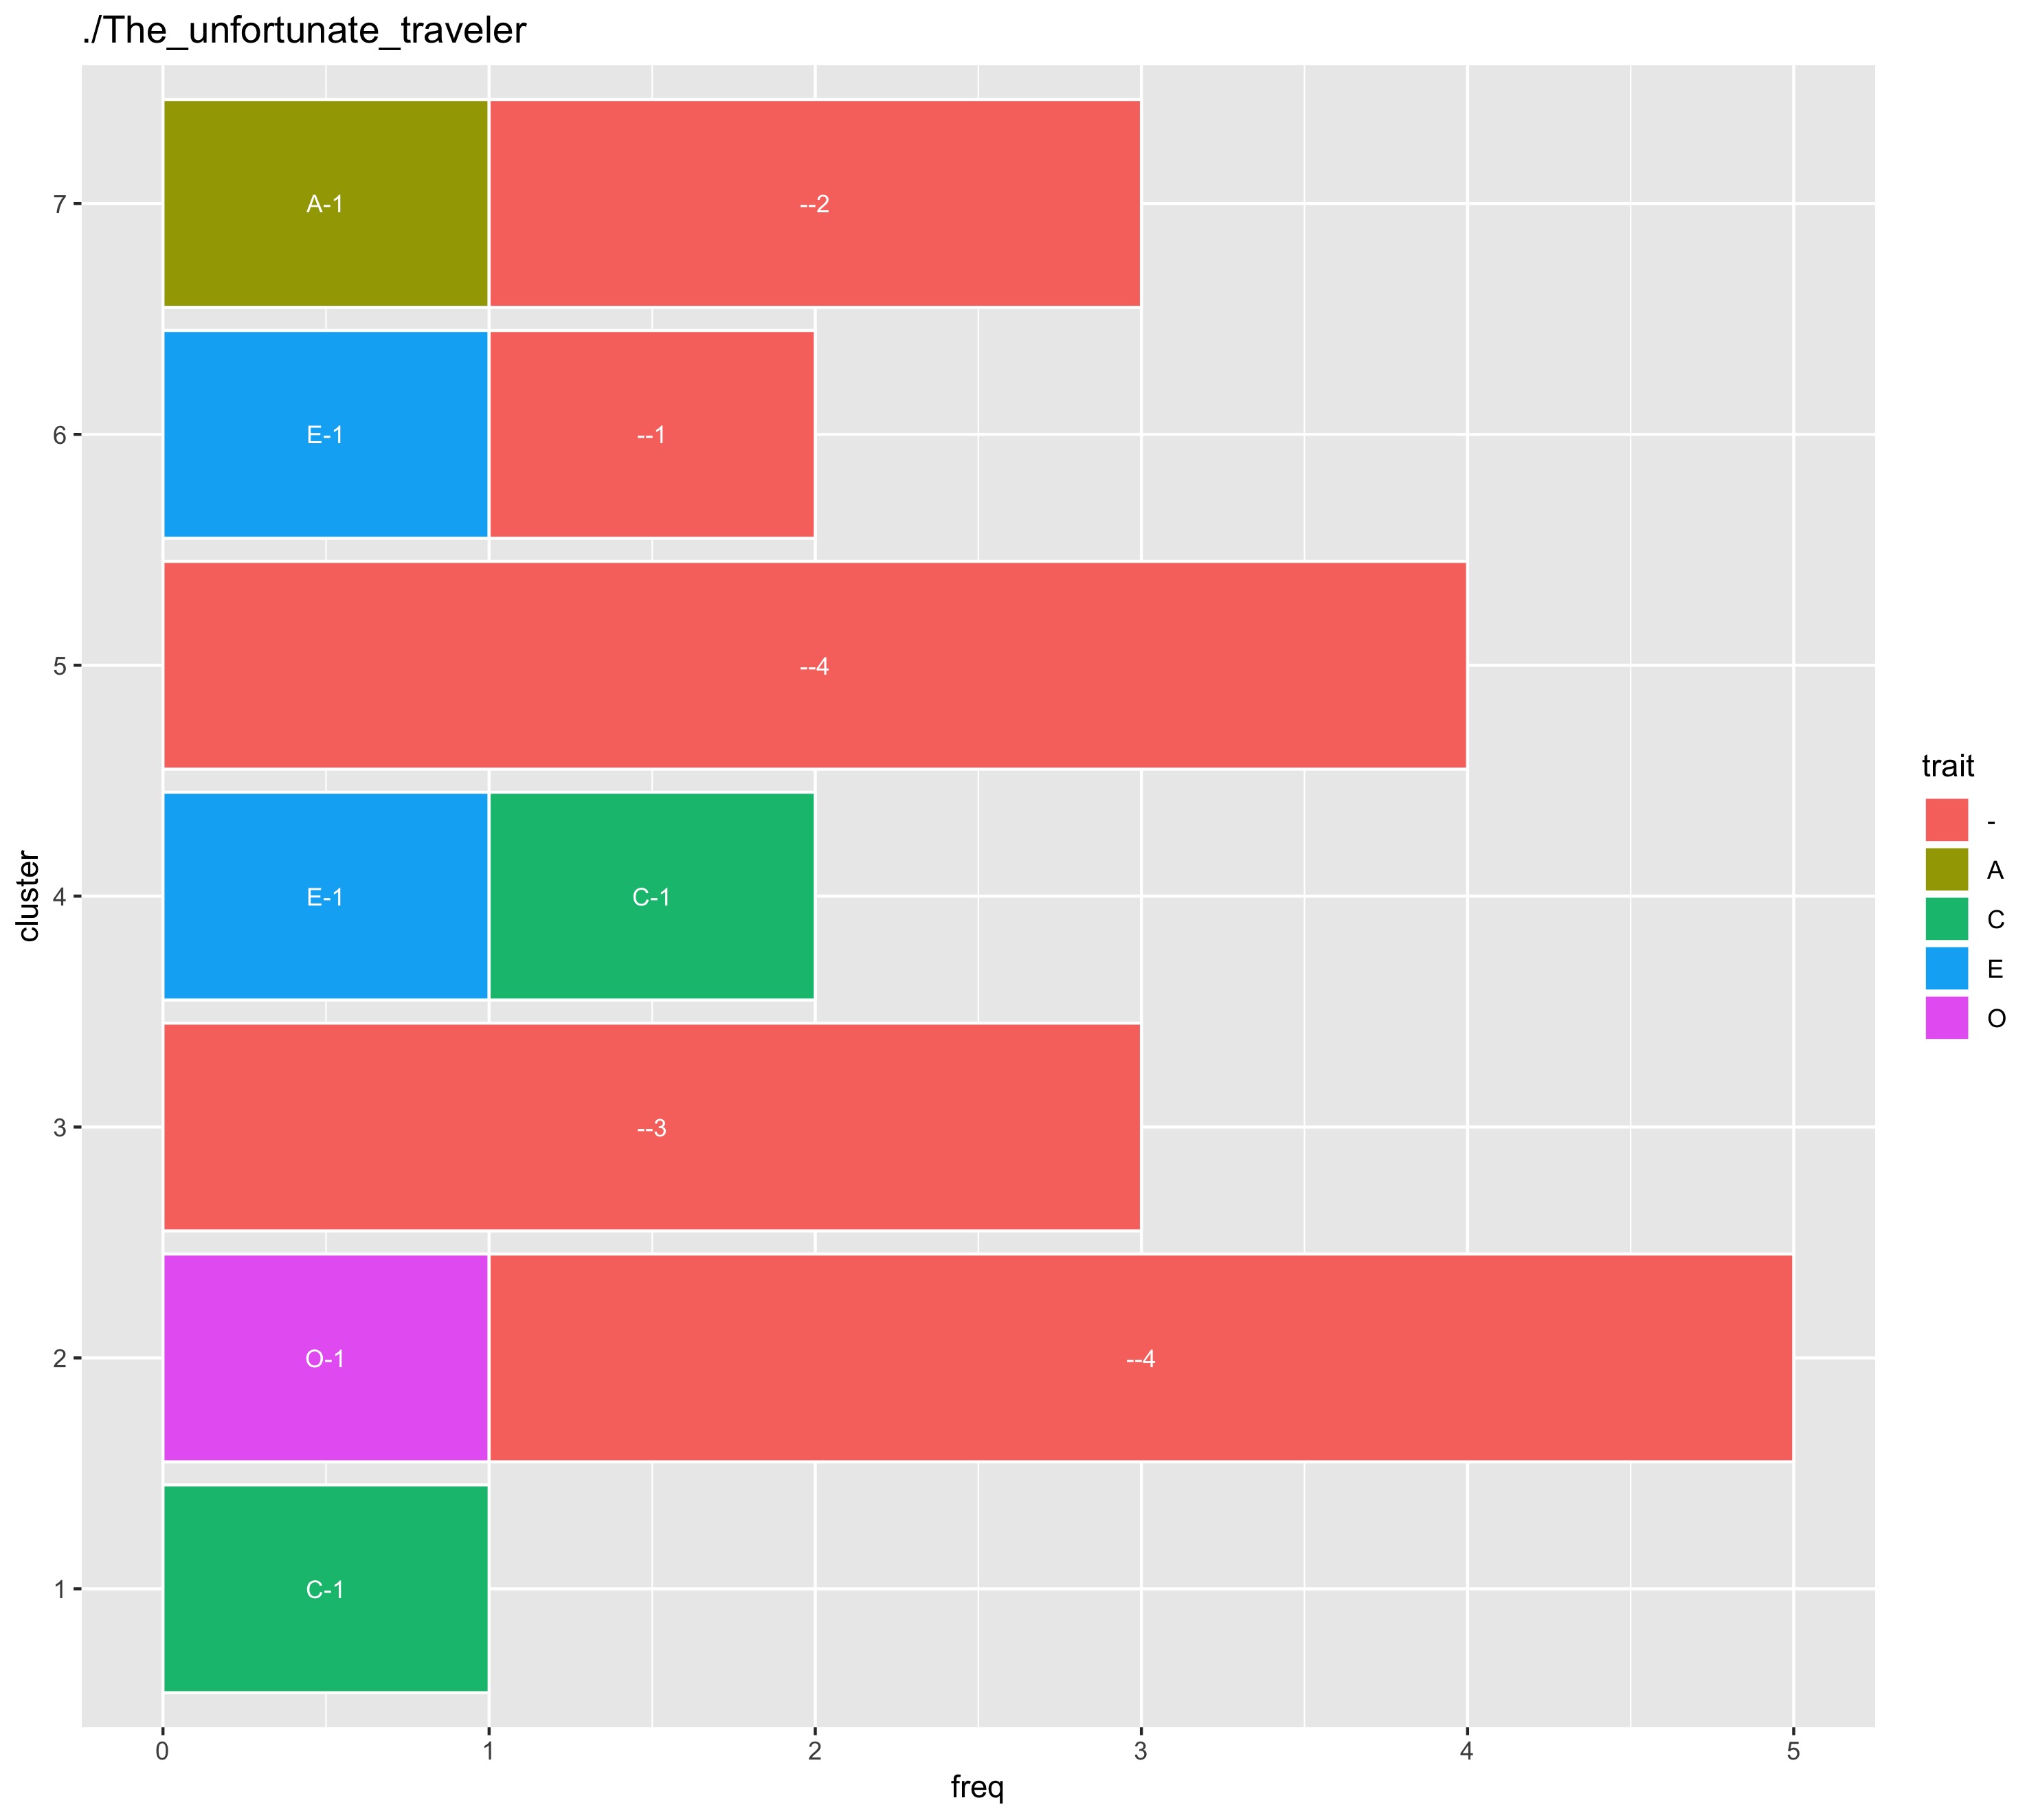 ./The_unfortunate_traveler
7
A-1
--2
6
E-1
--1
5
--4
4
E-1
C-1
3
--3
2
O-1
--4
1
C-1
0
1
2
3
4
5
freq
cluster
trait
-
A
C
E
O